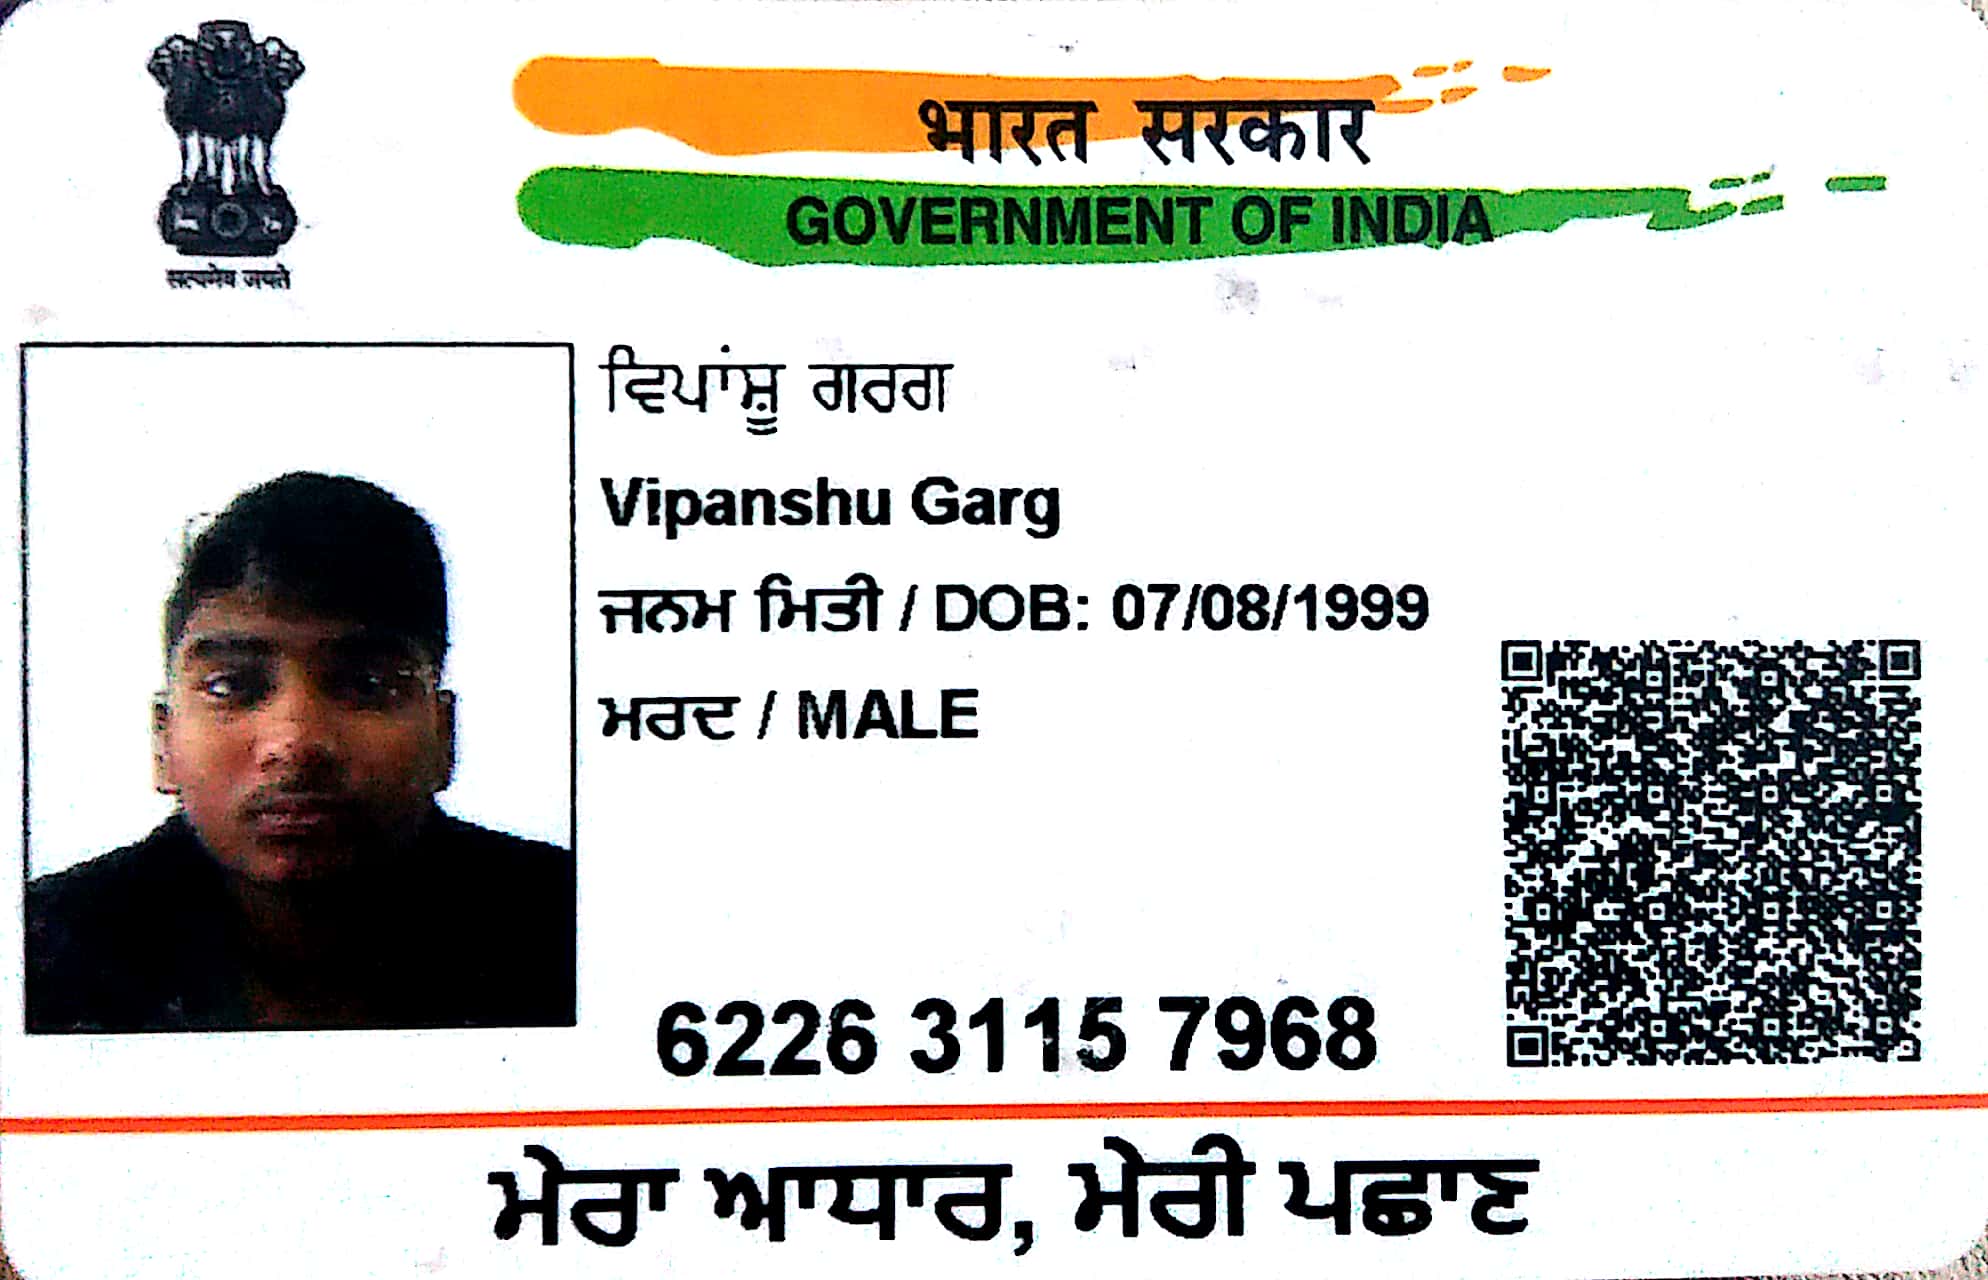 सत्यमेव जयते
भारत सरकार
GOVERNMENT OF INDIA
ਵਿਪਾਂਸ਼ੂ ਗਰਗ
Vipanshu Garg
ਜਨਮ ਮਿਤੀ / DOB: 07/08/1999
ਮਰਦ / MALE
6226 3115 7968
ਮੇਰਾ ਆਧਾਰ, ਮੇਰੀ ਪਛਾਣ